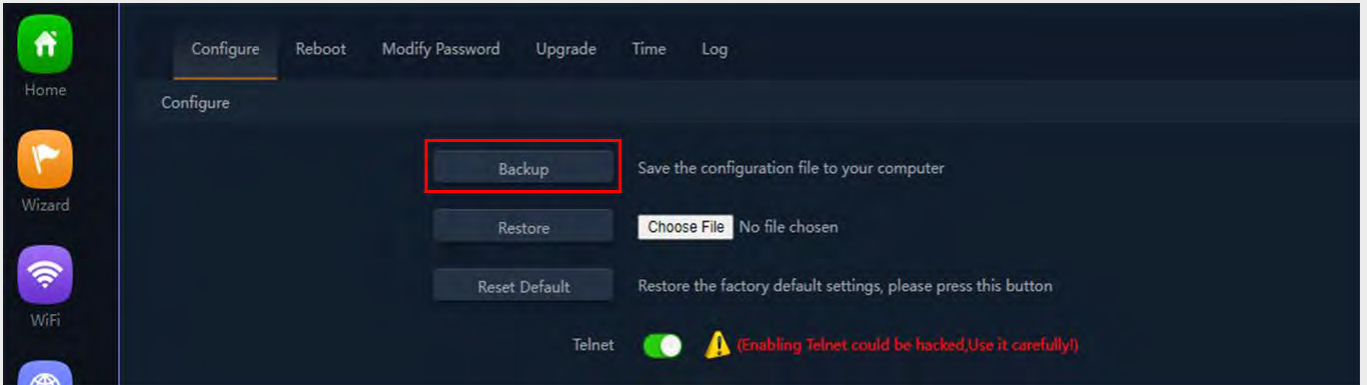 Home
Wizard
WiFi
Configure Reboot Modify Password Upgrade Time Log
Configure
Backup Save the configuration file to your computer
Restore Choose File No file chosen
Reset Default Restore the factory default settings, please press this button
Telnet (Enabling Telnet could be hacked,Use it carefully!)